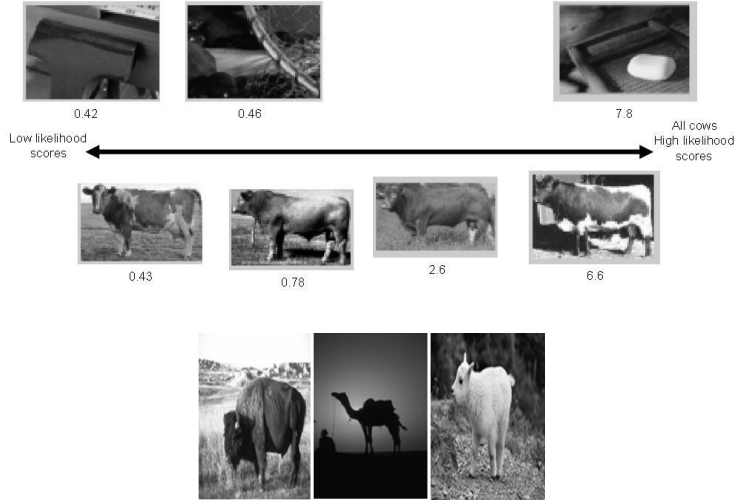 0.42
0.46
7.8
Low likelihood
scores
All cows
High likelihood
scores
0.43
0.78
2.6
6.6